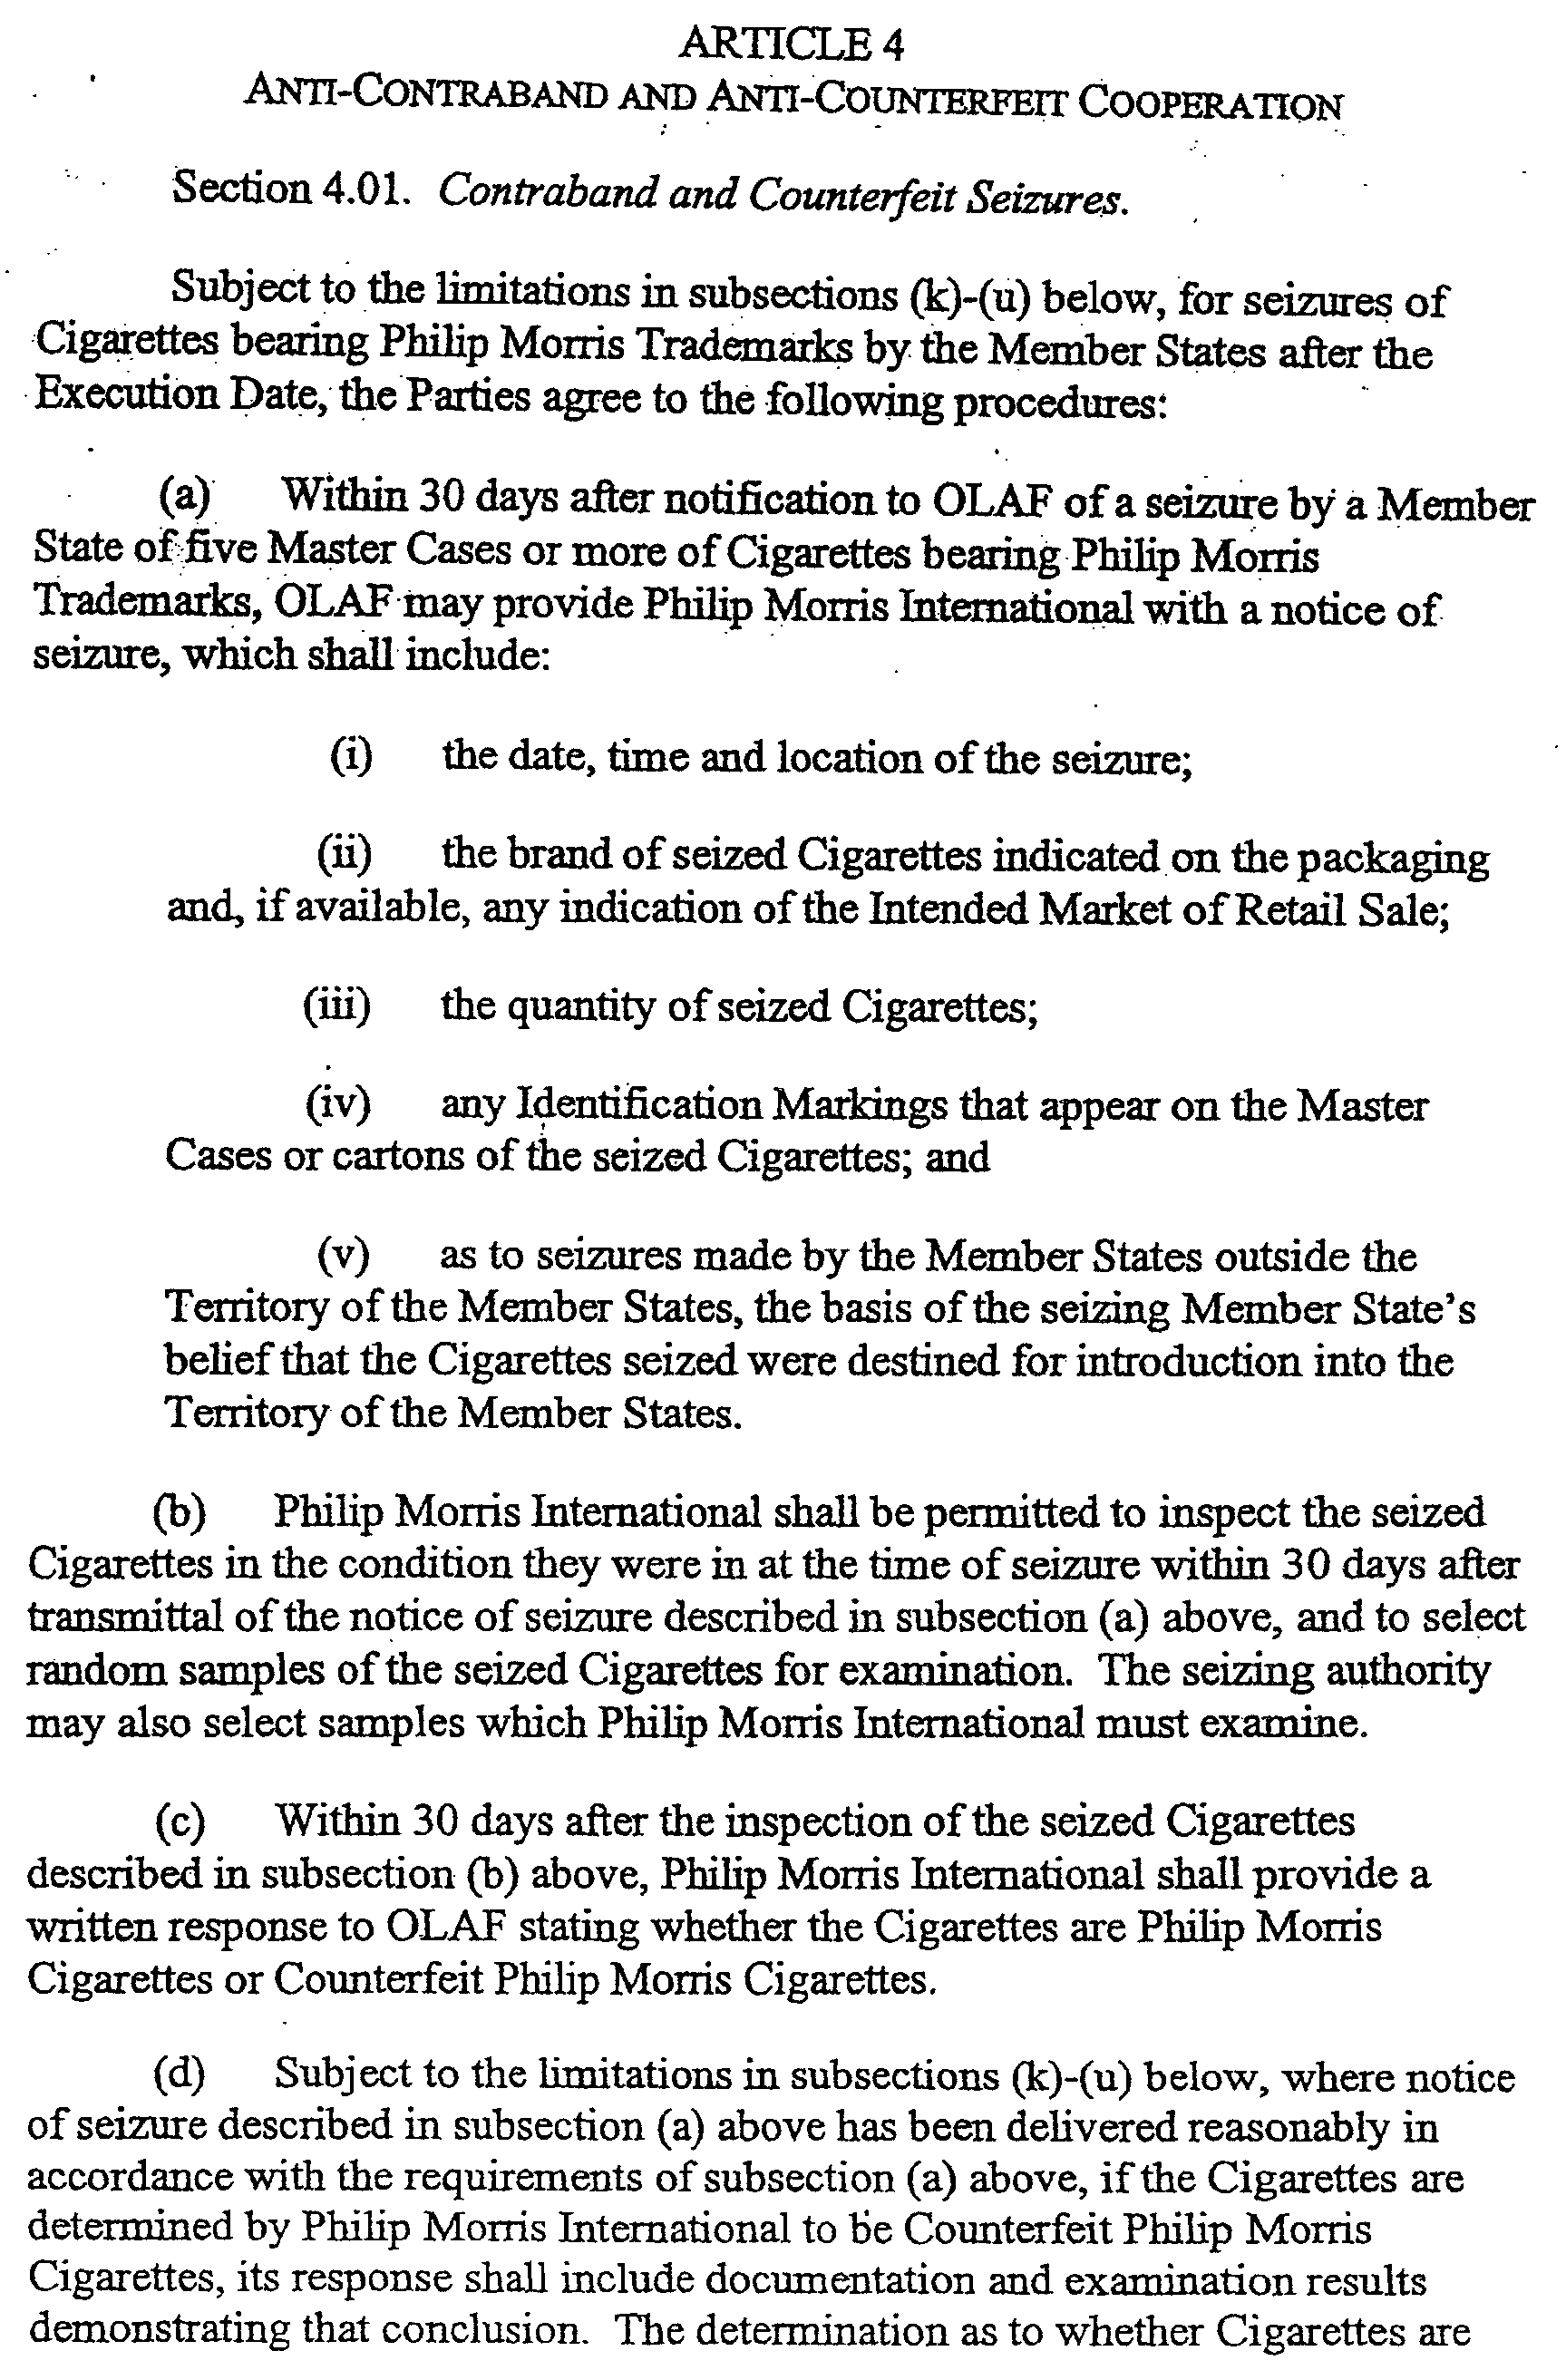 ARTICLE 4
ANTI-CONTRABAND AND ANTI-COUNTERFEIT COOPERATION
Section 4.01. Contraband and Counterfeit Seizures.
Subject to the limitations in subsections (k)-(u) below, for seizures of
Cigarettes bearing Philip Morris Trademarks by the Member States after the
Execution Date, the Parties agree to the following procedures:
(a) Within 30 days after notification to OLAF of a seizure by a Member
State of five Master Cases or more of Cigarettes bearing Philip Morris
Trademarks, OLAF may provide Philip Morris International with a notice of
seizure, which shall include:
(i) the date, time and location of the seizure;
(ii) the brand of seized Cigarettes indicated on the packaging
and, if available, any indication of the Intended Market of Retail Sale;
(iii) the quantity of seized Cigarettes;
(iv) any Identification Markings that appear on the Master
Cases or cartons of the seized Cigarettes; and
(v) as to seizures made by the Member States outside the
Territory of the Member States, the basis of the seizing Member State's
belief that the Cigarettes seized were destined for introduction into the
Territory of the Member States.
(b) Philip Morris International shall be permitted to inspect the seized
Cigarettes in the condition they were in at the time of seizure within 30 days after
transmittal of the notice of seizure described in subsection (a) above, and to select
random samples of the seized Cigarettes for examination. The seizing authority
may also select samples which Philip Morris International must examine.
(c) Within 30 days after the inspection of the seized Cigarettes
described in subsection (b) above, Philip Morris International shall provide a
written response to OLAF stating whether the Cigarettes are Philip Morris
Cigarettes or Counterfeit Philip Morris Cigarettes.
(d) Subject to the limitations in subsections (k)-(u) below, where notice
of seizure described in subsection (a) above has been delivered reasonably in
accordance with the requirements of subsection (a) above, if the Cigarettes are
determined by Philip Morris International to be Counterfeit Philip Morris
Cigarettes, its response shall include documentation and examination results
demonstrating that conclusion. The determination as to whether Cigarettes are